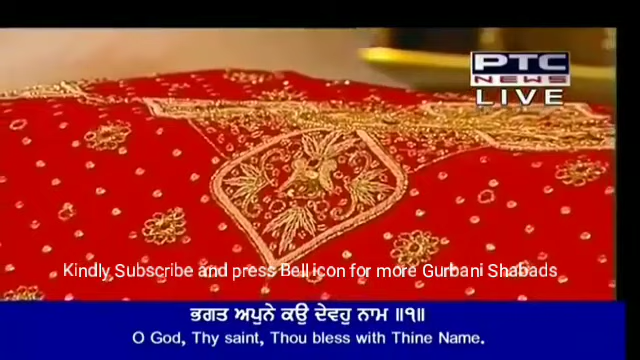 PTC
NEWS
LIVE
Kindly Subscribe and press Bell icon for more Gurbani Shabads
ਭਗਤ ਅਪੁਨੇ ਕਉ ਦੇਵਹੁ ਨਾਮ ॥੧॥
O God, Thy saint, Thou bless with Thine Name.